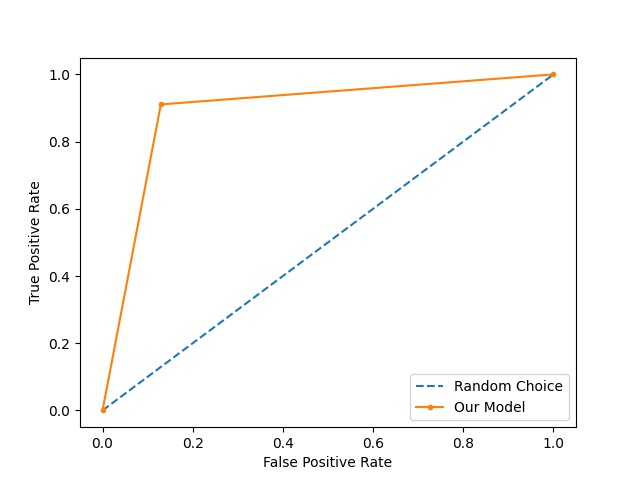 1.0
0.8
0.6
0.4
0.2
0.0
True Positive Rate
Random Choice
Our Model
0.0 0.2 0.4 0.6 0.8 1.0
False Positive Rate